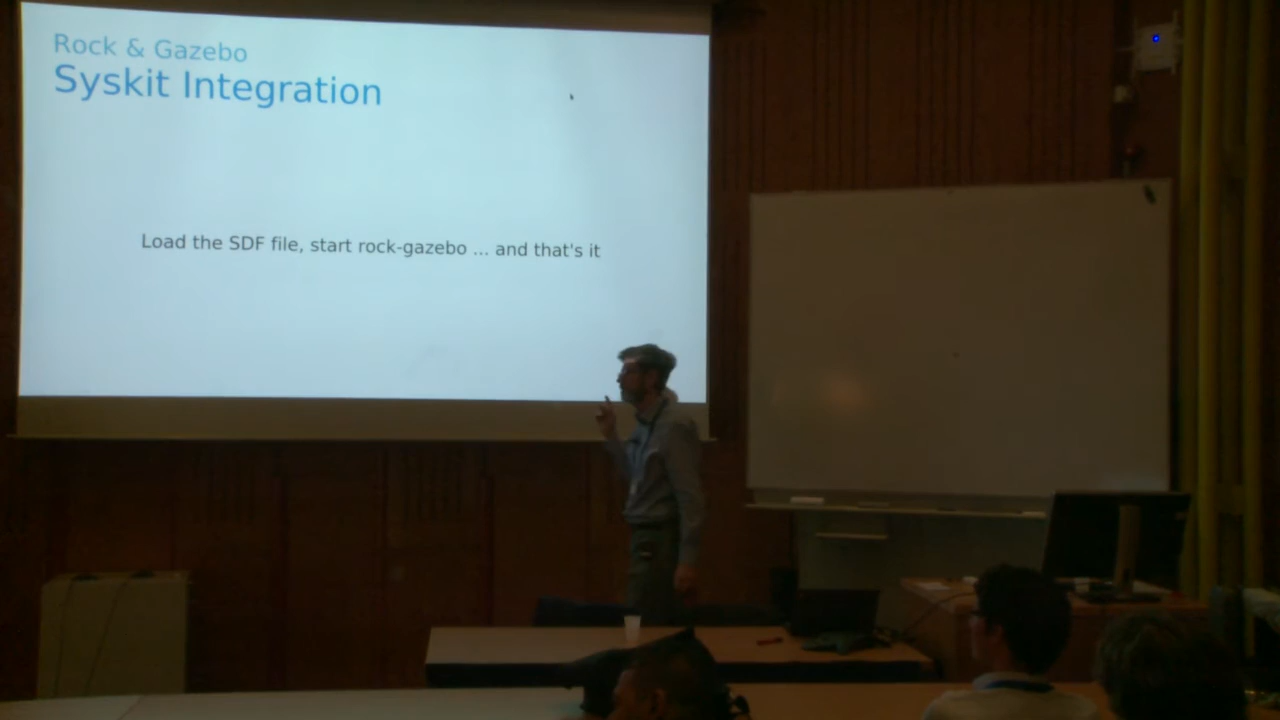 Rock & Gazebo
Syskit Integration
Load the SDF file, start rock-gazebo ... and that's it